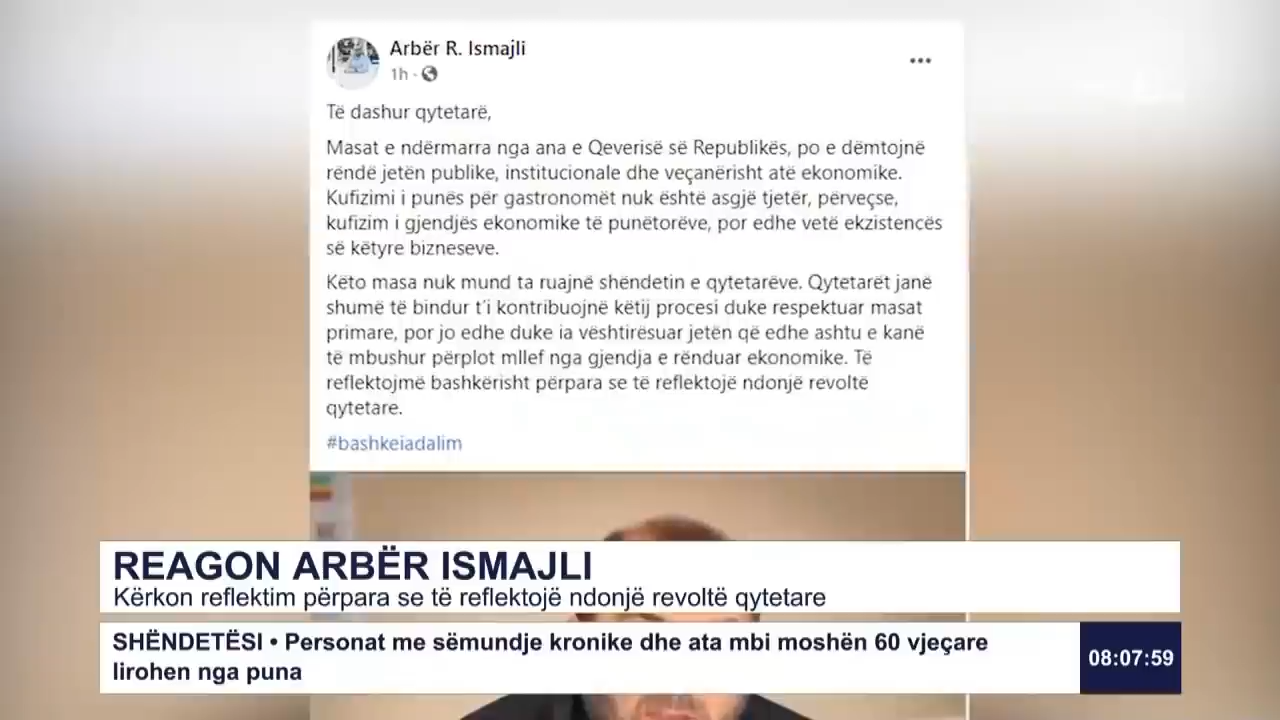 Arbër R. Ismajli
1h ·
Të dashur qytetarë,
Masat e ndërmarra nga ana e Qeverisë së Republikës, po e dëmtojnë
rëndë jetën publike, institucionale dhe veçanërisht atë ekonomike.
Kufizimi i punës për gastronomët nuk është asgjë tjetër, përveçse,
kufizim i gjendjës ekonomike të punëtorëve, por edhe vetë ekzistencës
së këtyre bizneseve.
Këto masa nuk mund ta ruajnë shëndetin e qytetarëve. Qytetarët janë
shumë të bindur t'i kontribuojnë këtij procesi duke respektuar masat
primare, por jo edhe duke ia vështirësuar jetën që edhe ashtu e kanë
të mbushur përplot mllef nga gjendja e rënduar ekonomike. Të
reflektojmë bashkërisht përpara se të reflektojë ndonjë revoltë
qytetare.
#bashkeiadalim
REAGON ARBËR ISMAJLI
Kërkon reflektim përpara se të reflektojë ndonjë revoltë qytetare
SHËNDETËSI • Personat me sëmundje kronike dhe ata mbi moshën 60 vjeçare
lirohen nga puna
08:07:59